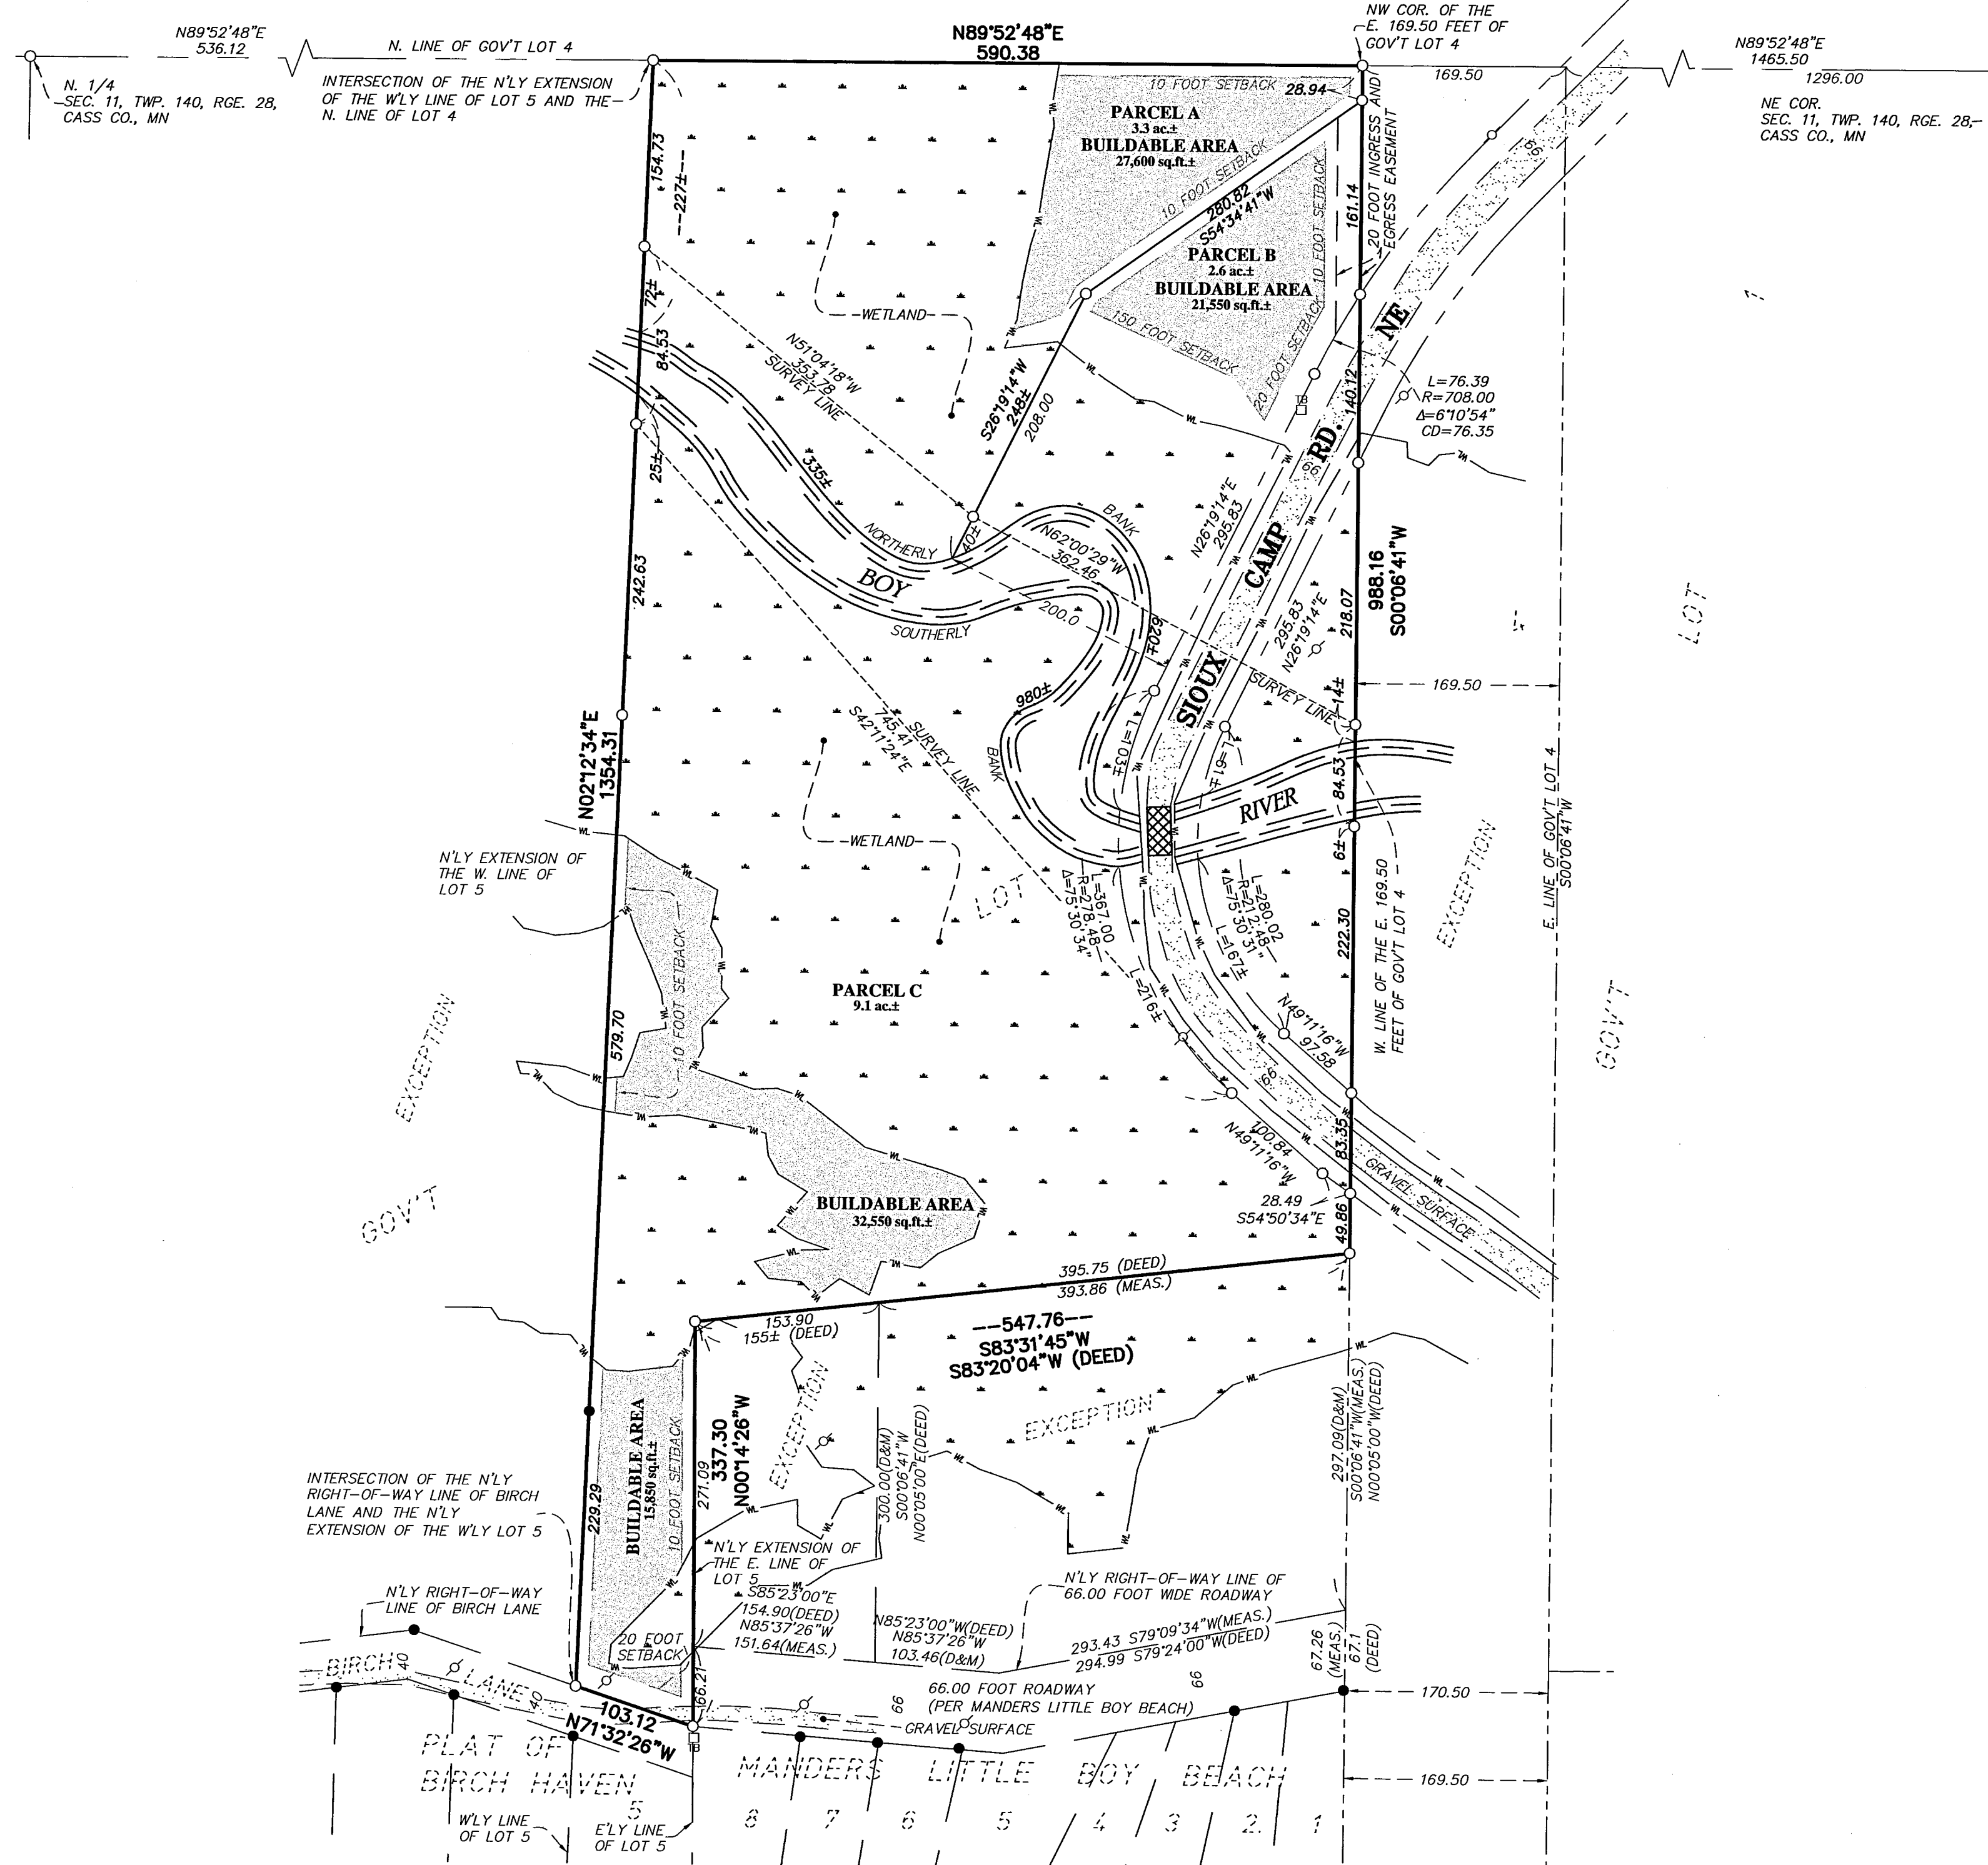 N89°52'48"E
536.12
N. LINE OF GOV'T LOT 4
N89°52'48"E
590.38
NW COR. OF THE
E. 169.50 FEET OF
GOV'T LOT 4
N89°52'48"E
1465.50
169.50
1296.00
N. 1/4
SEC. 11, TWP. 140, RGE. 28,
CASS CO., MN
INTERSECTION OF THE N'LY EXTENSION
OF THE W'LY LINE OF LOT 5 AND THE
N. LINE OF LOT 4
NE COR.
SEC. 11, TWP. 140, RGE. 28,
CASS CO., MN
10 FOOT SETBACK
28.94
PARCEL A
3.3 ac.±
BUILDABLE AREA
27,600 sq.ft.±
10 FOOT SETBACK
280.82
S54°34'41"W
154.73
227±
72±
84.53
25±
20 FOOT INGRESS AND
EGRESS EASEMENT
161.14
10 FOOT SETBACK
PARCEL B
2.6 ac.±
BUILDABLE AREA
21,550 sq.ft.±
150 FOOT SETBACK
20 FOOT SETBACK
WETLAND
N51°04'18"W
353.78
SURVEY LINE
S26°19'14"W
248±
208.00
40±
TB
140.12
L=76.39
R=708.00
Δ=6°10'54"
CD=76.35
66
SIOUX CAMP RD. NE
66
N26°19'14"E
295.83
295.83
N26°19'14"E
335±
NORTHERLY
BANK
BOY
SOUTHERLY
N62°00'29"W
362.46
200.0
620±
980±
BANK
SURVEY LINE
745.41
S42°11'24"E
SURVEY LINE
242.63
218.07
988.16
S00°06'41"W
14±
84.53
6±
169.50
LOT
4
1
L=103±
L=61±
RIVER
N02°12'34"E
1354.31
WETLAND
N'LY EXTENSION OF
THE W. LINE OF
LOT 5
LOT
L=367.00
R=278.48
Δ=75°30'34"
L=280.02
R=212.48
Δ=75°30'31"
L=167±
L=216±
222.30
W. LINE OF THE E. 169.50
FEET OF GOV'T LOT 4
EXCEPTION
E. LINE OF GOV'T LOT 4
S00°06'41"W
GOV'T
PARCEL C
9.1 ac.±
10 FOOT SETBACK
579.70
EXCEPTION
GOV'T
N49°11'16"W
97.58
66
100.84
N49°11'16"W
83.35
GRAVEL SURFACE
28.49
S54°50'34"E
49.86
BUILDABLE AREA
32,550 sq.ft.±
395.75 (DEED)
393.86 (MEAS.)
153.90
155± (DEED)
547.76
S83°31'45"W
S83°20'04"W (DEED)
EXCEPTION
EXCEPTION
337.30
N00°14'26"W
271.09
BUILDABLE AREA
15,850 sq.ft.±
10 FOOT SETBACK
229.29
300.00(D&M)
S00°06'41"W
N00°05'00"E(DEED)
297.09(D&M)
S00°06'41"W(MEAS.)
N00°05'00"W(DEED)
INTERSECTION OF THE N'LY
RIGHT-OF-WAY LINE OF BIRCH
LANE AND THE N'LY
EXTENSION OF THE W'LY LOT 5
N'LY EXTENSION OF
THE E. LINE OF
LOT 5
S85°23'00"E
154.90(DEED)
N85°37'26"W
151.64(MEAS.)
N85°23'00"W(DEED)
N85°37'26"W
103.46(D&M)
N'LY RIGHT-OF-WAY LINE OF
66.00 FOOT WIDE ROADWAY
293.43 S79°09'34"W(MEAS.)
294.99 S79°24'00"W(DEED)
67.26
(MEAS.)
67.1
(DEED)
N'LY RIGHT-OF-WAY
LINE OF BIRCH LANE
20 FOOT
SETBACK
66.21
BIRCH LANE
40
40
103.12
N71°32'26"W
66.00 FOOT ROADWAY
(PER MANDERS LITTLE BOY BEACH)
66
66
GRAVEL SURFACE
170.50
TB
PLAT OF
BIRCH HAVEN
5
MANDERS LITTLE BOY BEACH
169.50
8 7 6 5 4 3 2 1
W'LY LINE
OF LOT 5
E'LY LINE
OF LOT 5